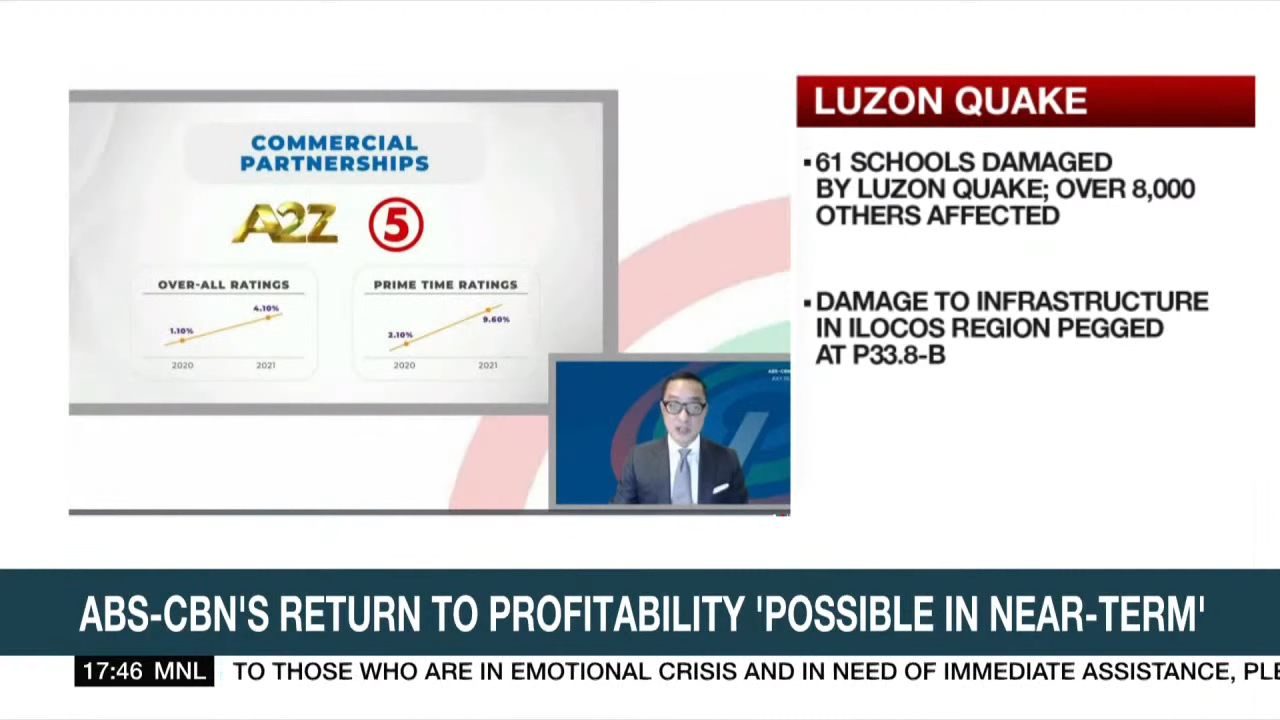 COMMERCIAL
PARTNERSHIPS
A2Z 5
OVER-ALL RATINGS
1.10%
4.10%
2020 2021
PRIME TIME RATINGS
2.10%
9.60%
2020 2021
ABS-CBN
LUZON QUAKE
▪61 SCHOOLS DAMAGED
BY LUZON QUAKE; OVER 8,000
OTHERS AFFECTED
▪DAMAGE TO INFRASTRUCTURE
IN ILOCOS REGION PEGGED
AT P33.8-B
ABS-CBN'S RETURN TO PROFITABILITY 'POSSIBLE IN NEAR-TERM'
17:46 MNL TO THOSE WHO ARE IN EMOTIONAL CRISIS AND IN NEED OF IMMEDIATE ASSISTANCE, PLE